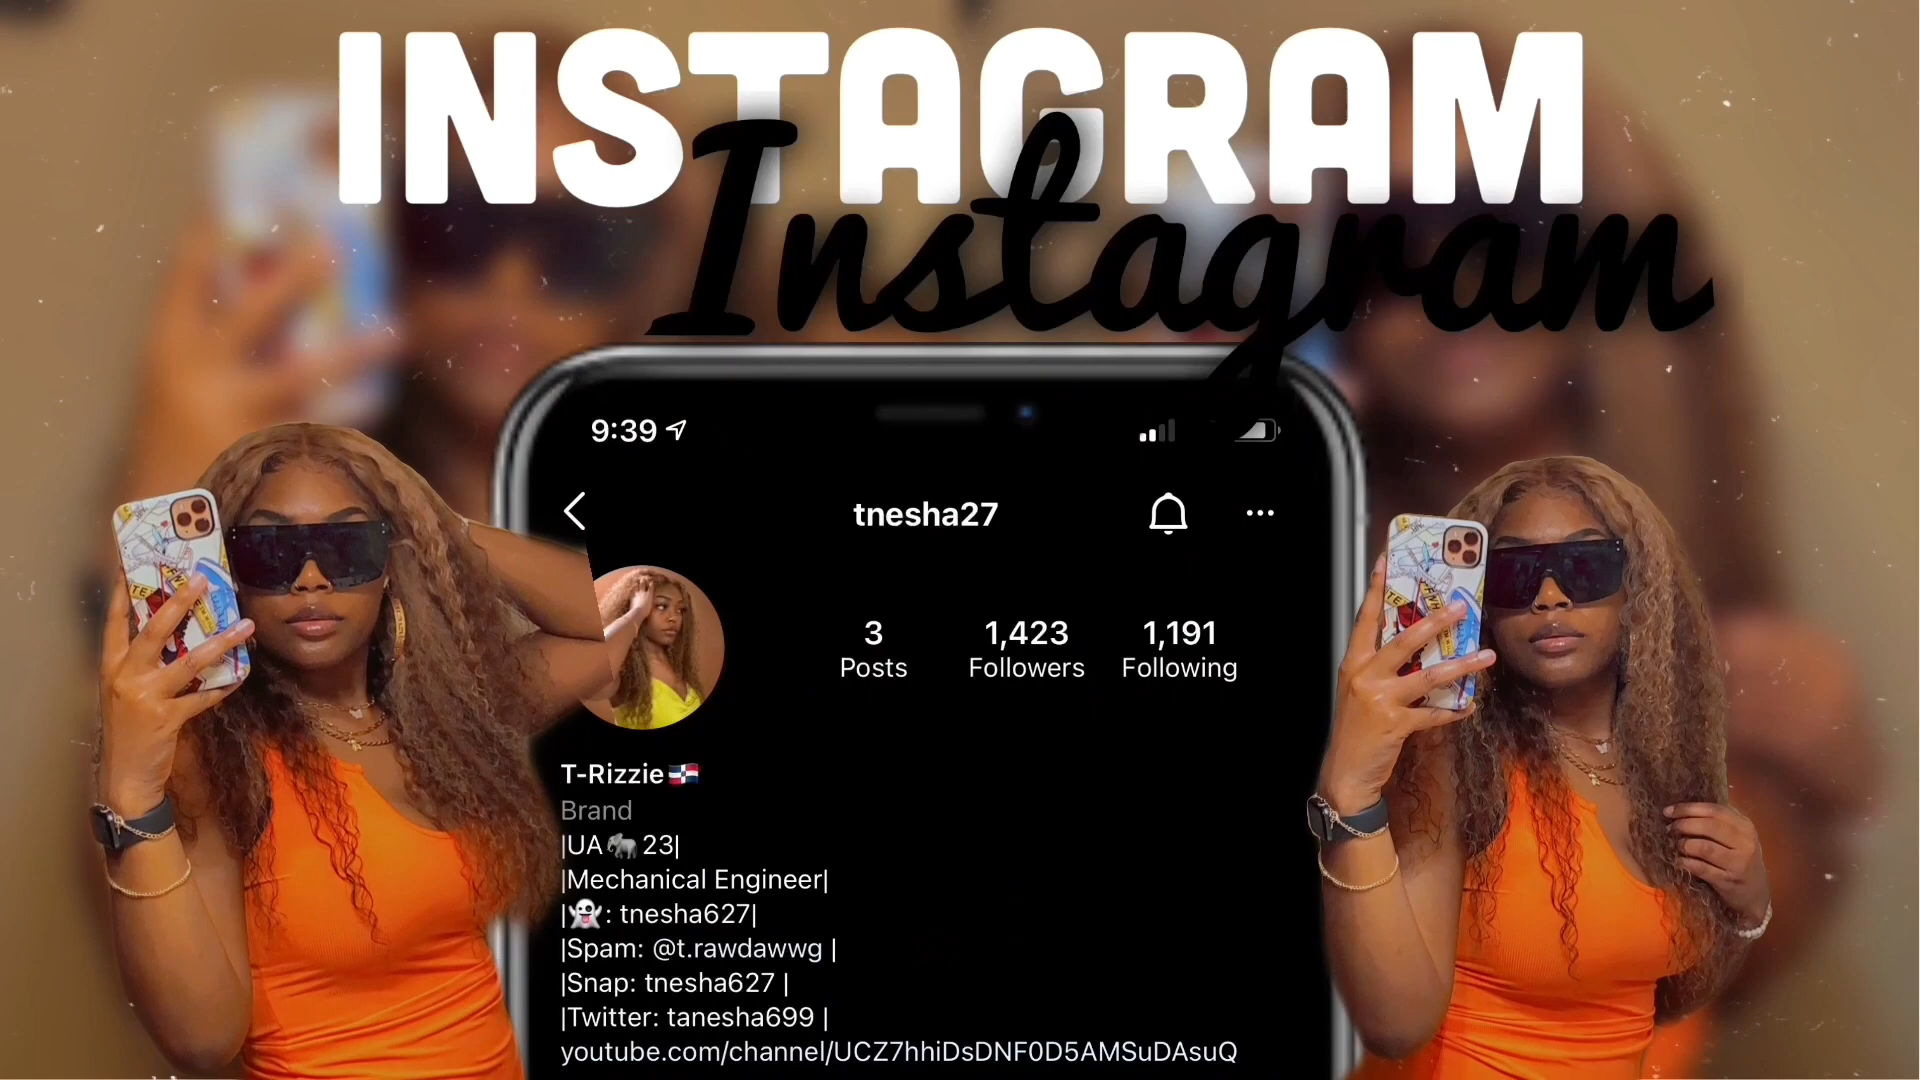 INSTAGRAM
Instagram
9:39
tnesha27
3 1,423 1,191
Posts Followers Following
T-Rizzie🇩🇴
Brand
|UA🐘23|
|Mechanical Engineer|
|👻: tnesha627|
|Spam: @t.rawdawwg |
|Snap: tnesha627 |
|Twitter: tanesha699 |
youtube.com/channel/UCZ7hhiDsDNF0D5AMSuDAsuQ